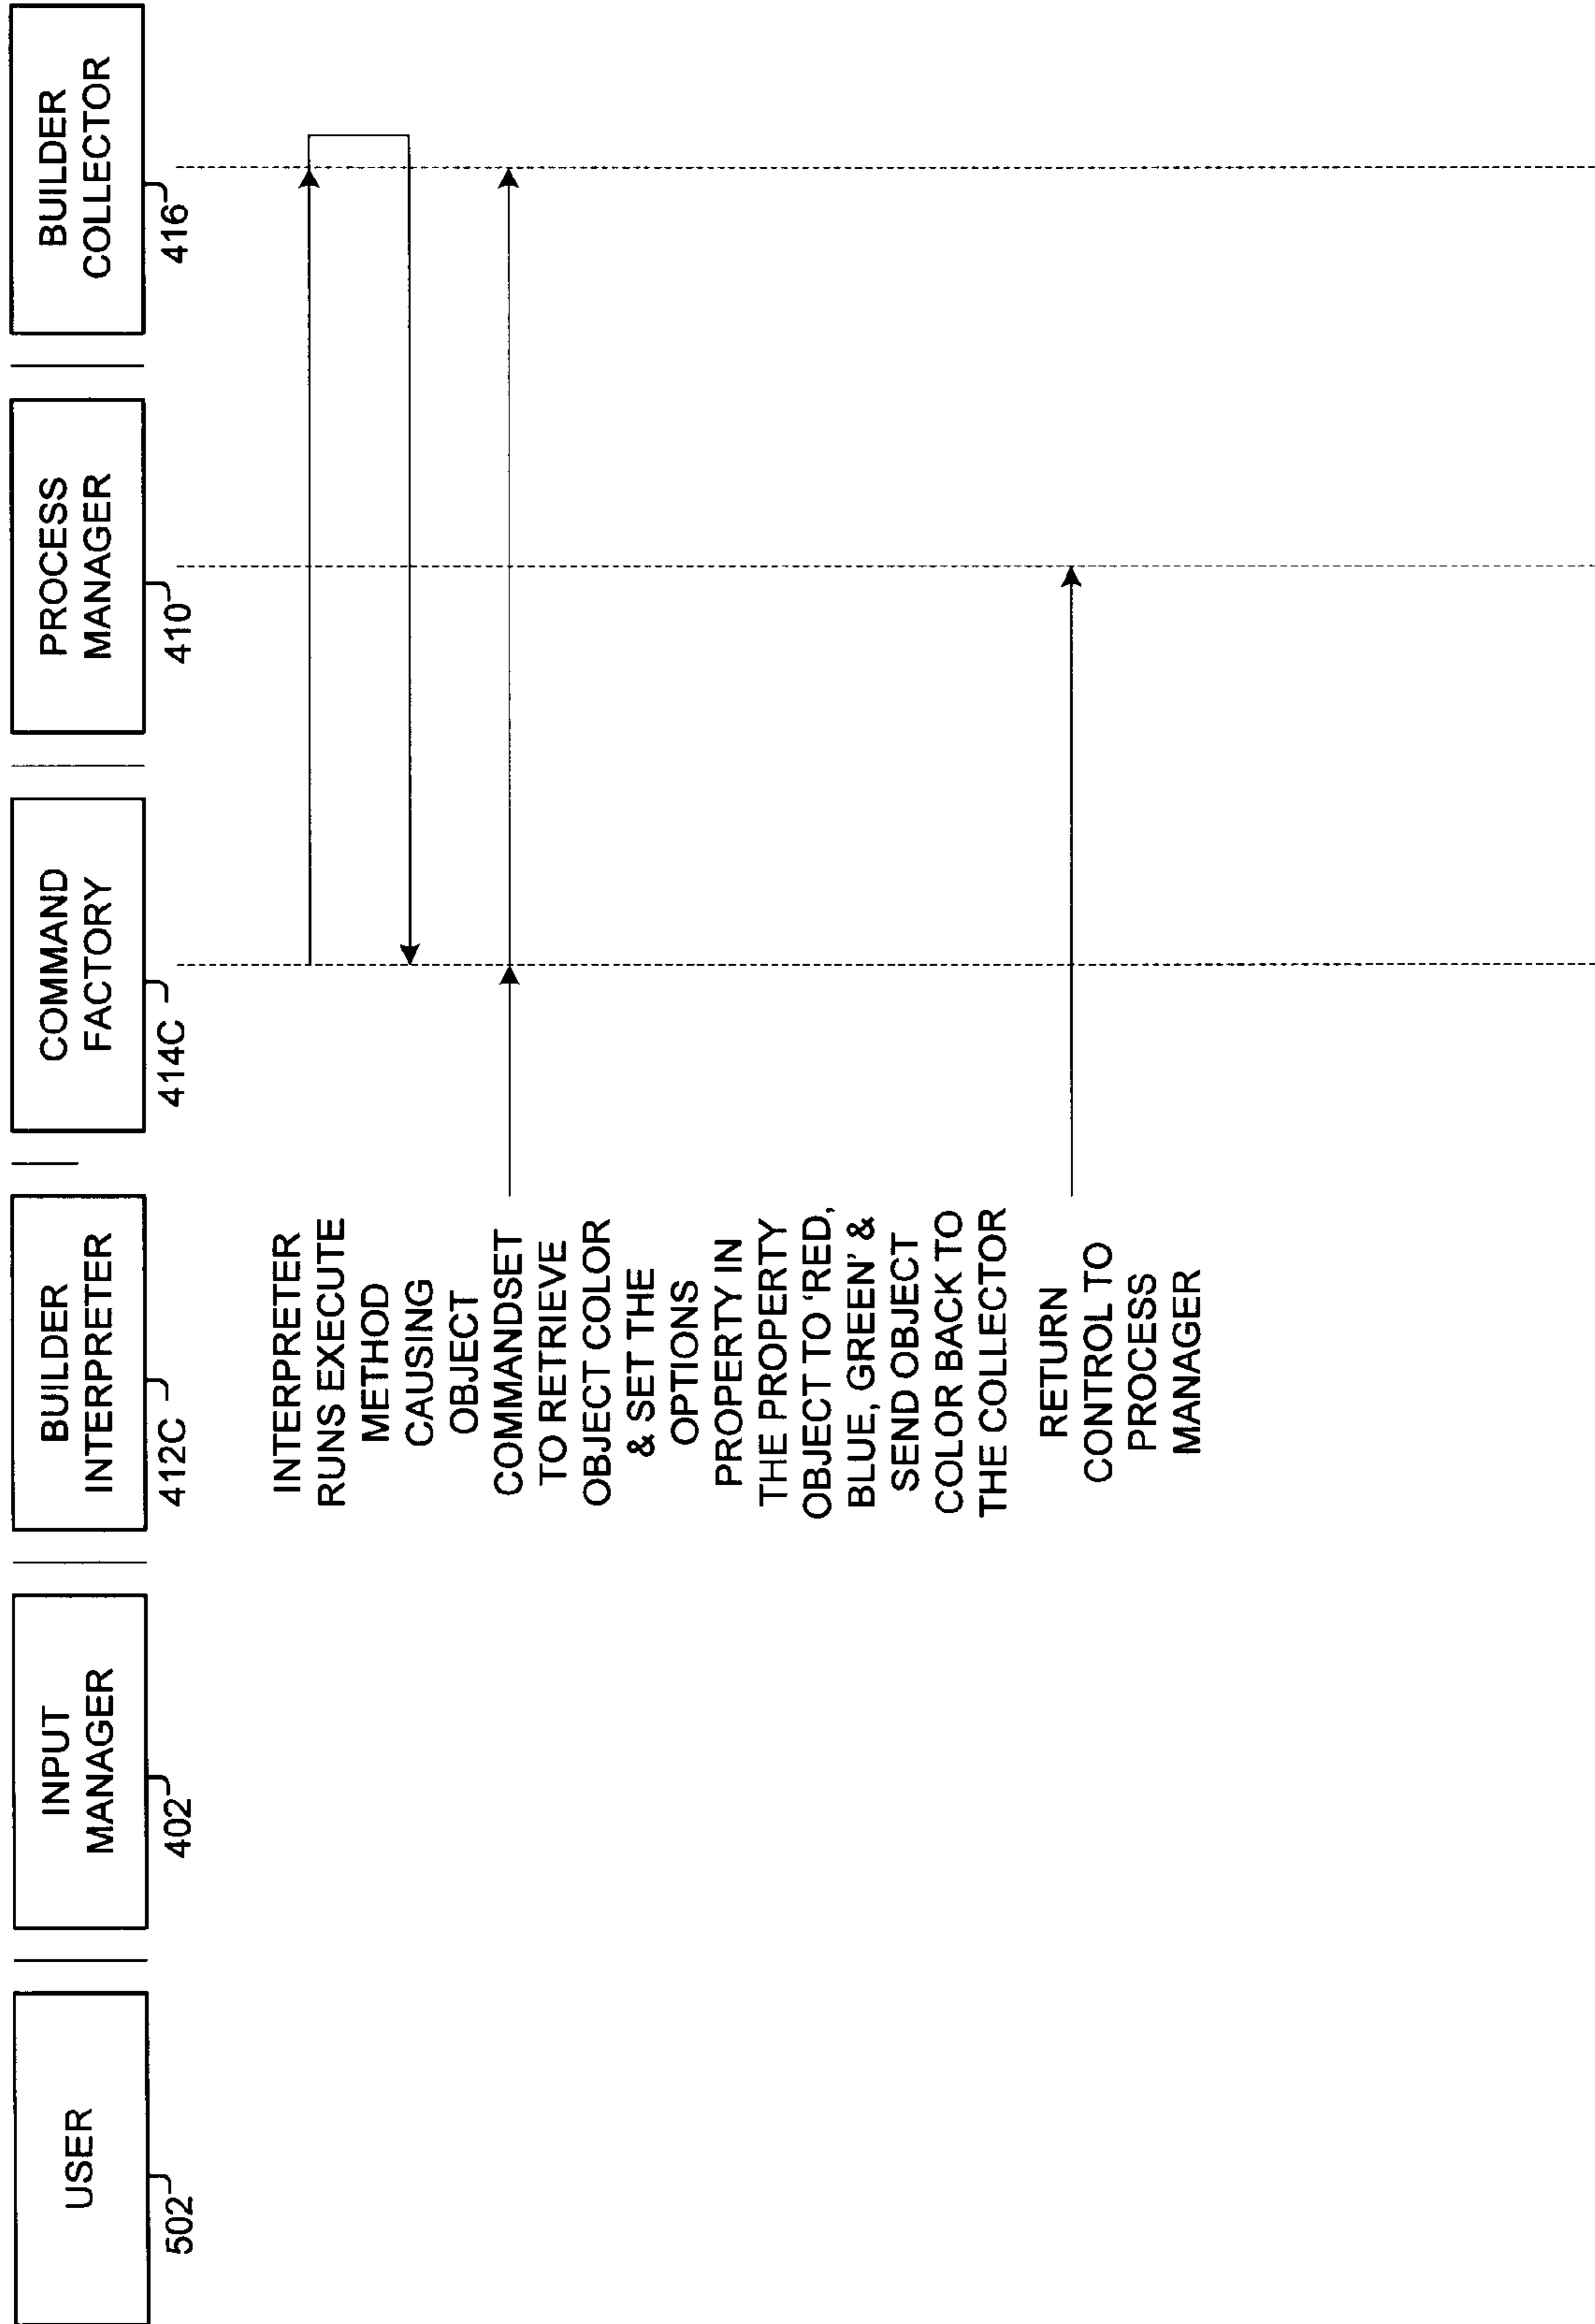 USER
502
INPUT
MANAGER
402
BUILDER
INTERPRETER
412C
COMMAND
FACTORY
414C
PROCESS
MANAGER
410
BUILDER
COLLECTOR
416
INTERPRETER
RUNS EXECUTE
METHOD
CAUSING
OBJECT
COMMANDSET
TO RETRIEVE
OBJECT COLOR
& SET THE
OPTIONS
PROPERTY IN
THE PROPERTY
OBJECT TO 'RED,
BLUE, GREEN' &
SEND OBJECT
COLOR BACK TO
THE COLLECTOR
RETURN
CONTROL TO
PROCESS
MANAGER